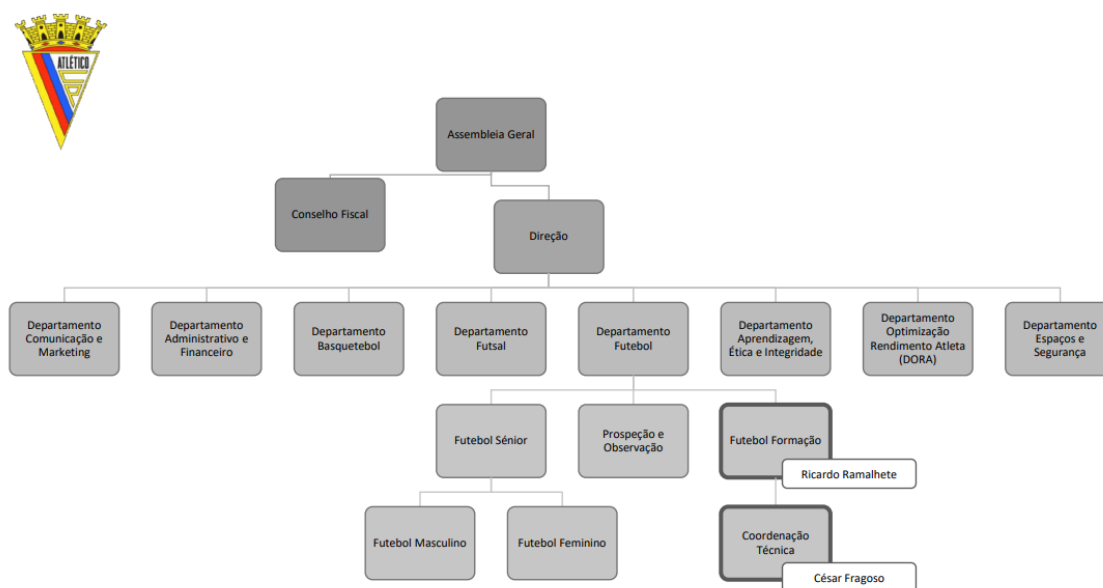 ATLÉTICO
CP
Assembleia Geral
Conselho Fiscal
Direção
Departamento
Comunicação e
Marketing
Departamento
Administrativo e
Financeiro
Departamento
Basquetebol
Departamento
Futsal
Departamento
Futebol
Departamento
Aprendizagem,
Ética e Integridade
Departamento
Optimização
Rendimento Atleta
(DORA)
Departamento
Espaços e
Segurança
Futebol Sénior
Prospeção e
Observação
Futebol Formação
Ricardo Ramalhete
Futebol Masculino
Futebol Feminino
Coordenação
Técnica
César Fragoso